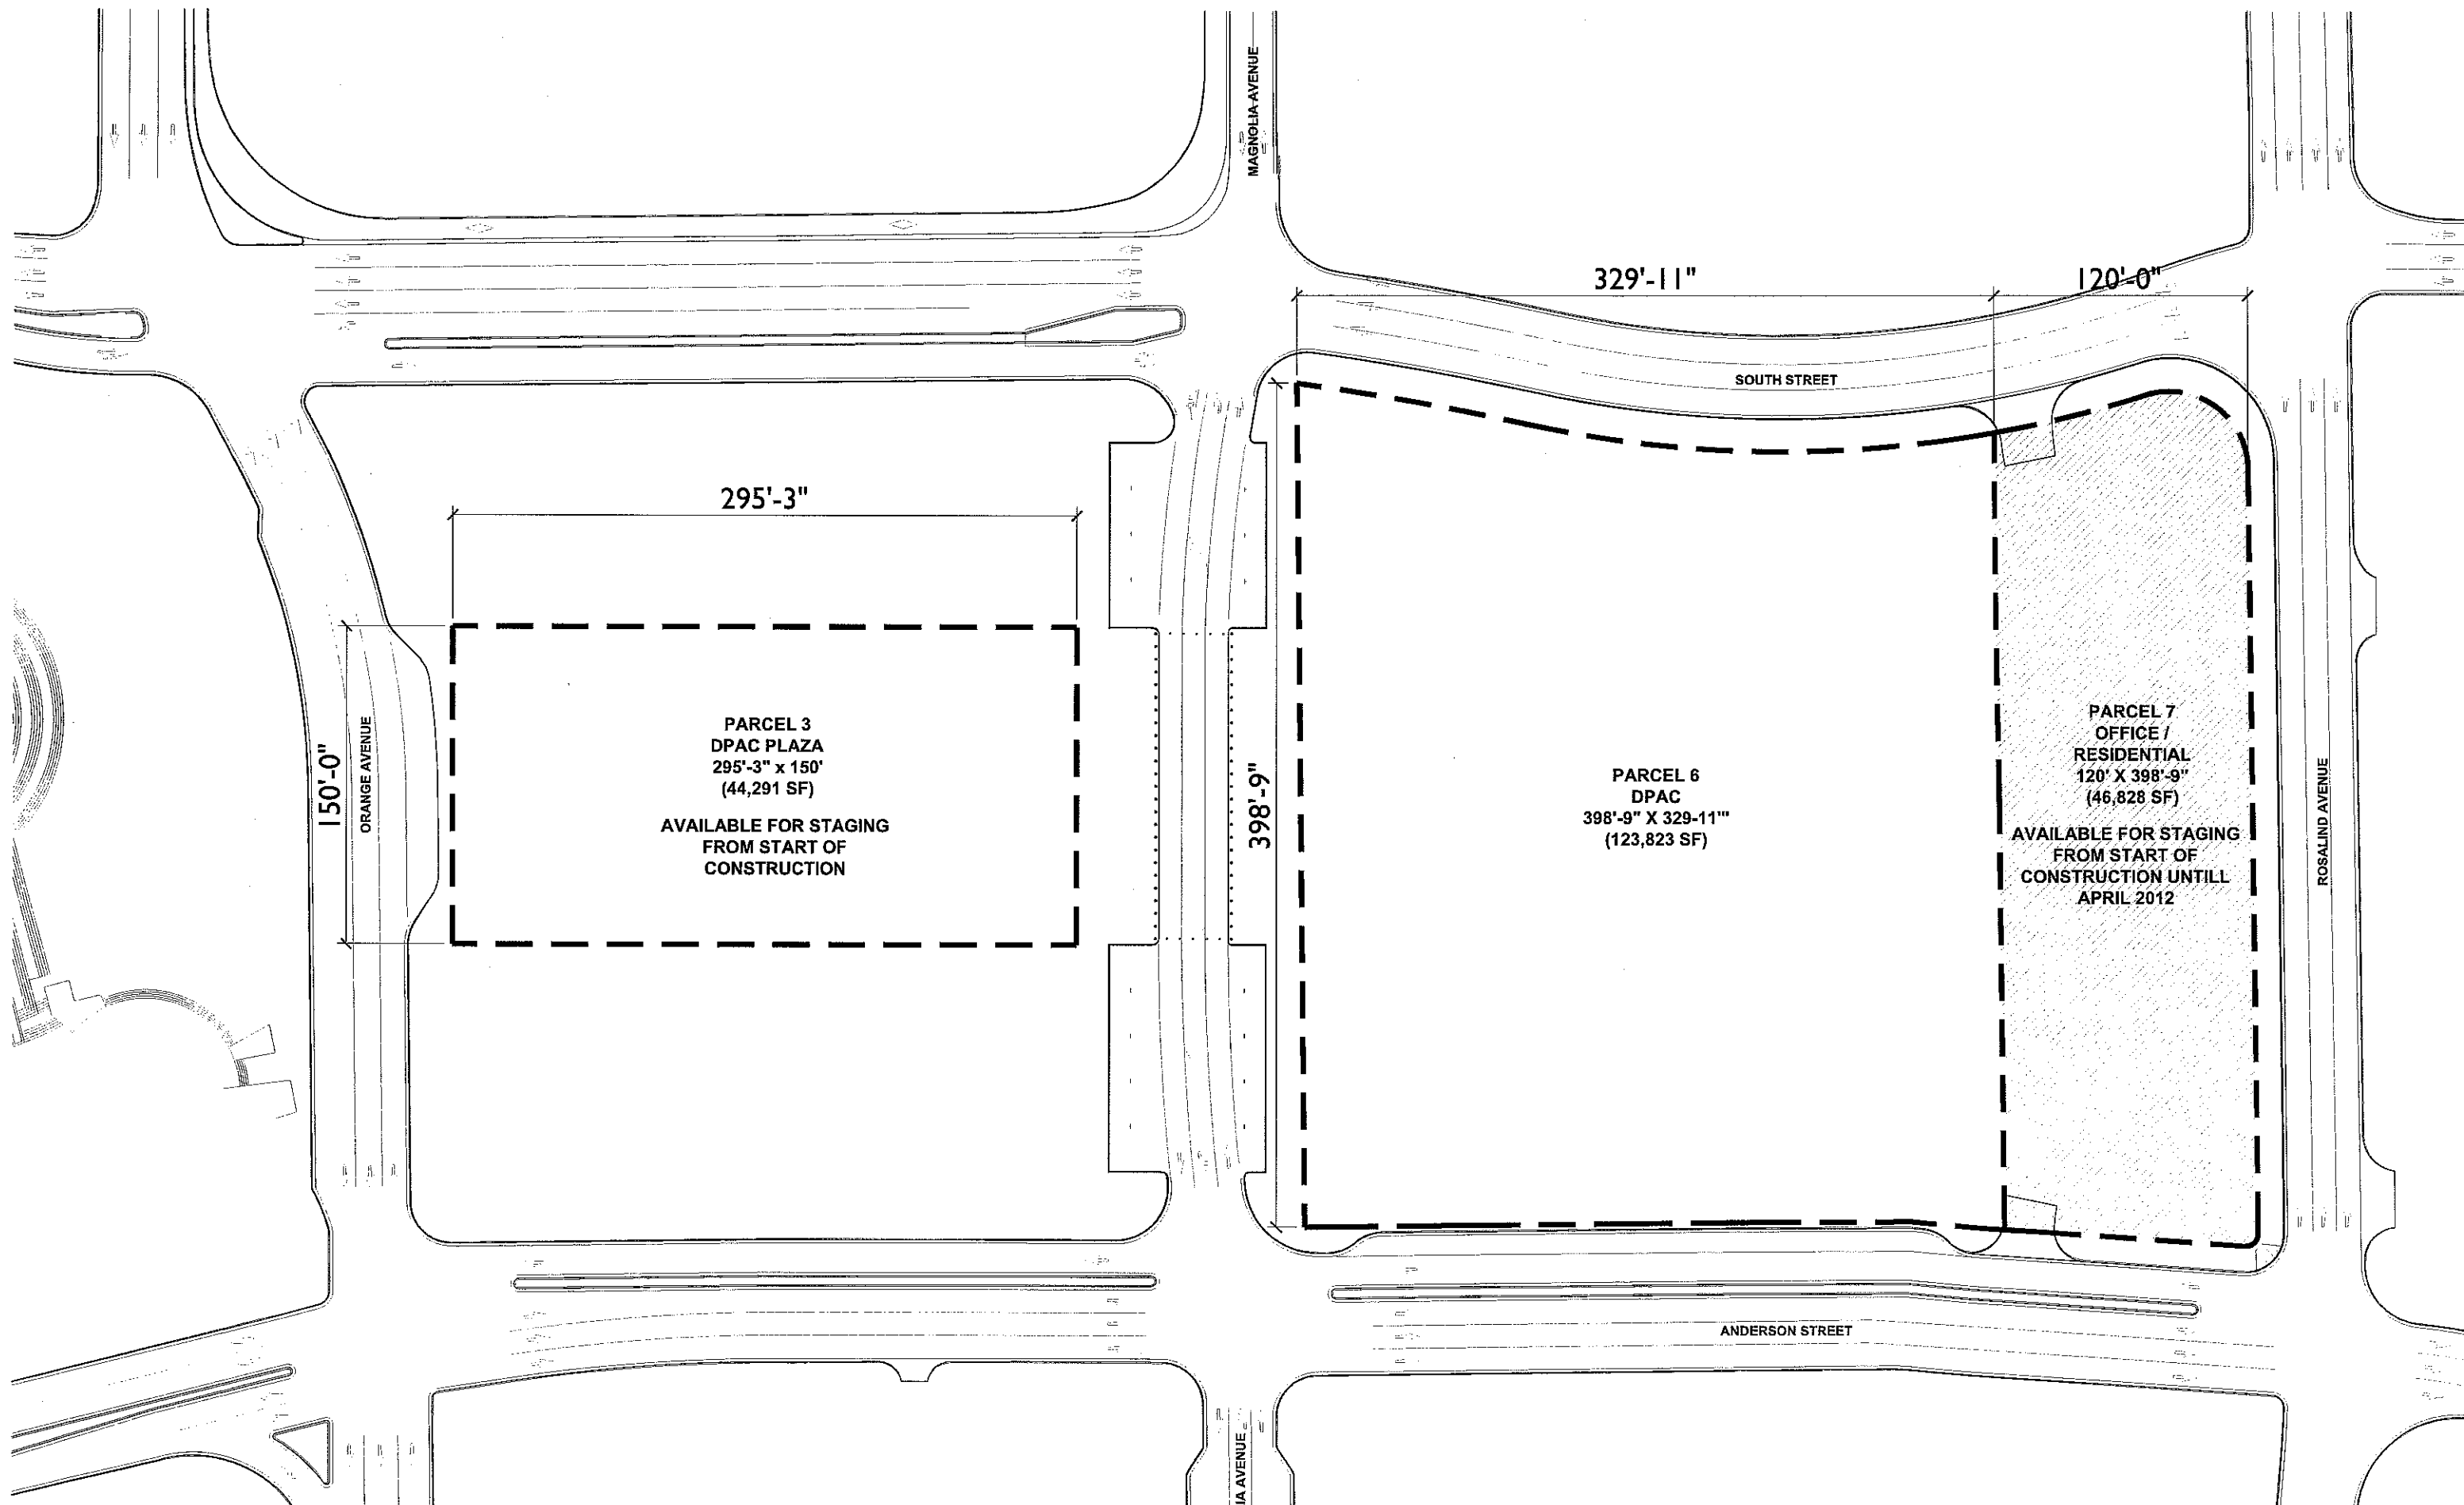 MAGNOLIA AVENUE
329'-11"
120'-0"
SOUTH STREET
295'-3"
150'-0"
ORANGE AVENUE
PARCEL 3
DPAC PLAZA
295'-3" x 150'
(44,291 SF)
AVAILABLE FOR STAGING
FROM START OF
CONSTRUCTION
398'-9"
PARCEL 6
DPAC
398'-9" X 329-11'"
(123,823 SF)
PARCEL 7
OFFICE /
RESIDENTIAL
120' X 398'-9"
(46,828 SF)
AVAILABLE FOR STAGING
FROM START OF
CONSTRUCTION UNTILL
APRIL 2012
ROSALIND AVENUE
ANDERSON STREET
IA AVENUE